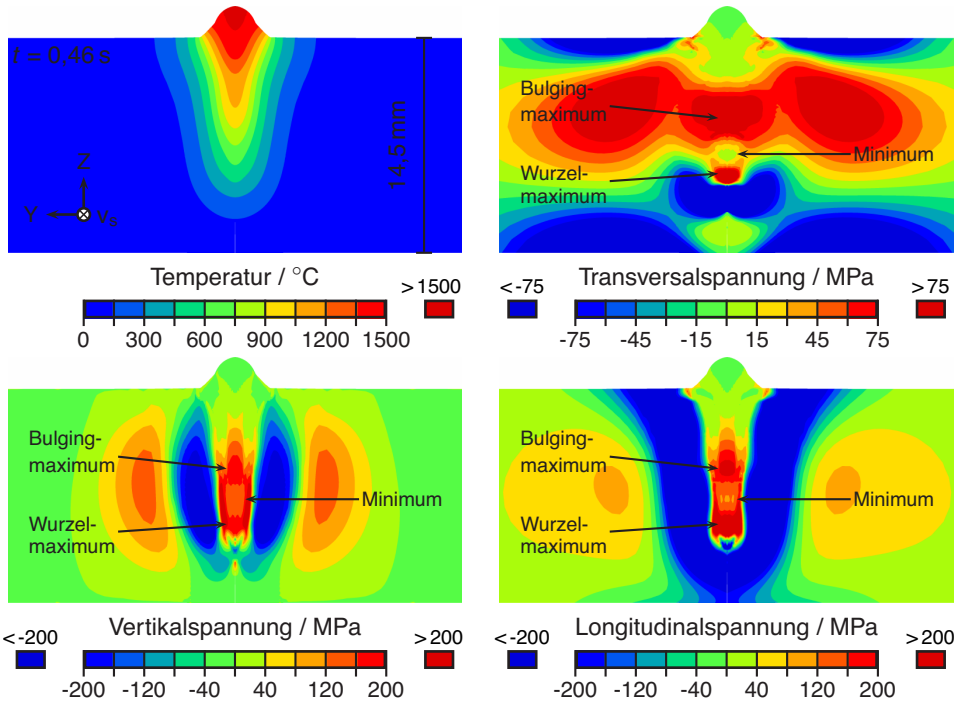 t = 0,46 s
14,6 mm
Z
Y
vs
Temperatur / °C
>1500
0 300 600 900 1200 1500
Bulging-
maximum
Minimum
Wurzel-
maximum
<-75
Transversalspannung / MPa
>75
-75 -45 -15 15 45 75
Bulging-
maximum
Minimum
Wurzel-
maximum
<-200
Vertikalspannung / MPa
>200
-200 -120 -40 40 120 200
Bulging-
maximum
Minimum
Wurzel-
maximum
<-200
Longitudinalspannung / MPa
>200
-200 -120 -40 40 120 200